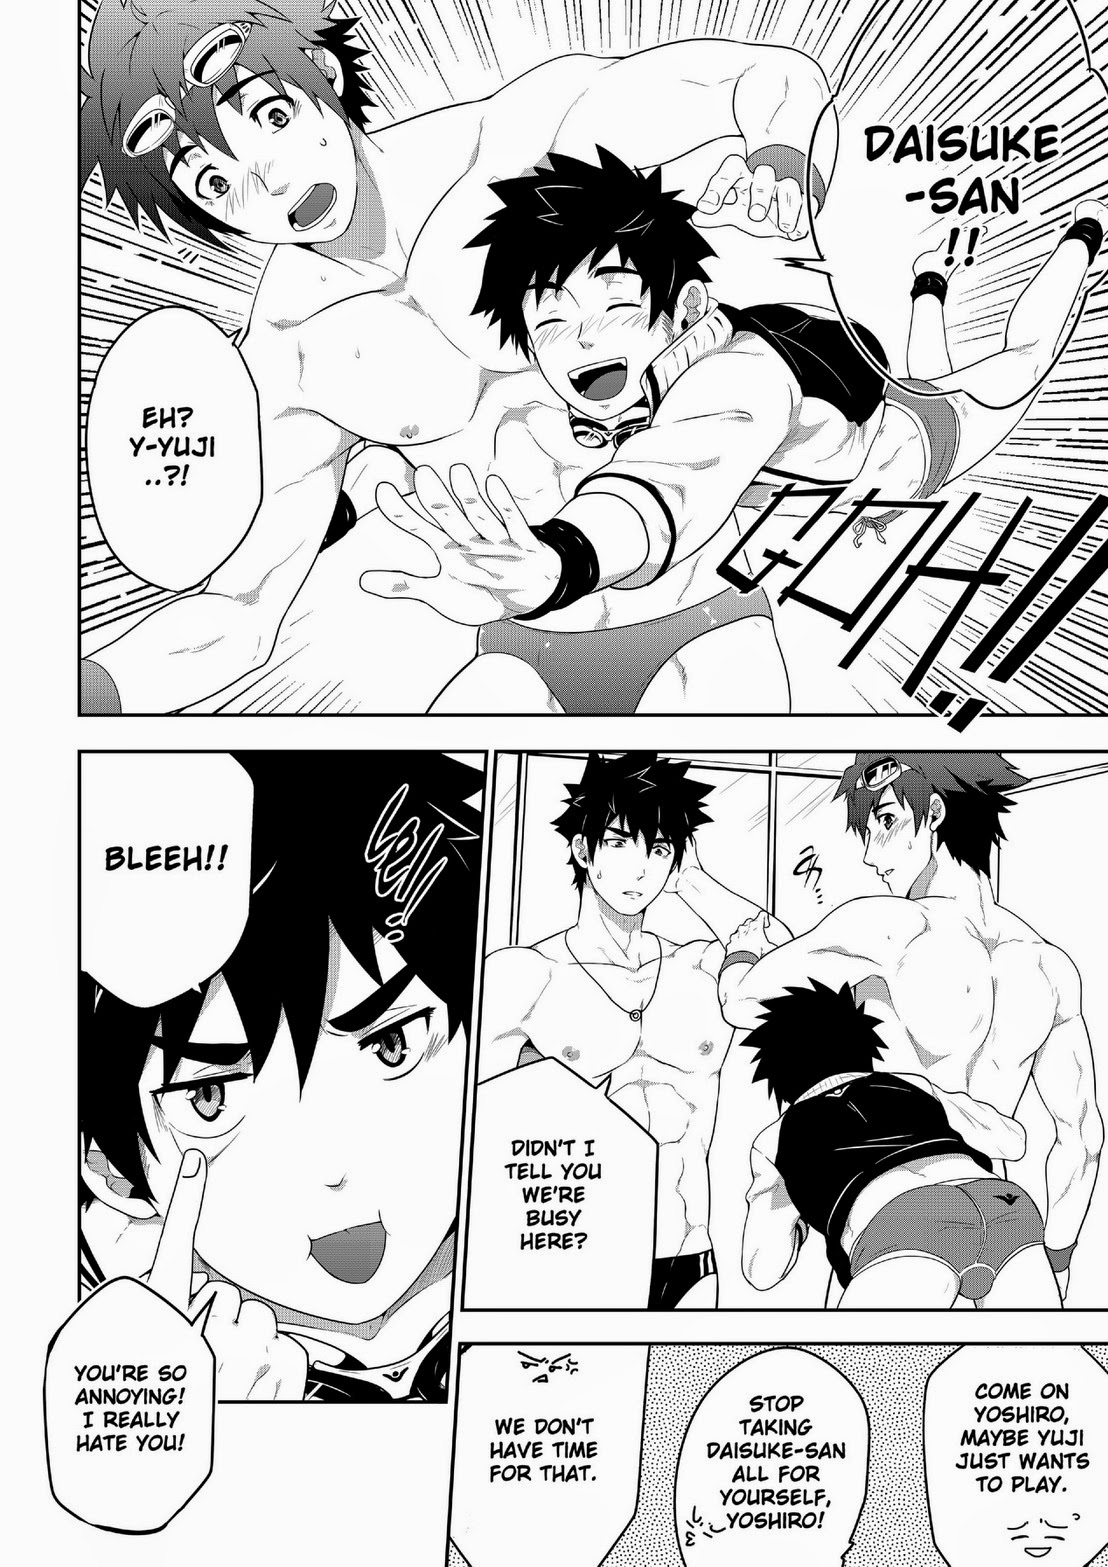 DAISUKE
-SAN
!!
EH?
Y-YUJI
..?!
GOH!!
DIDN'T I
TELL YOU
WE'RE
BUSY
HERE?
BLEEH!!
YOU'RE SO
ANNOYING!
I REALLY
HATE YOU!
COME ON
YOSHIRO,
MAYBE YUJI
JUST WANTS
TO PLAY.
STOP
TAKING
DAISUKE-SAN
ALL FOR
YOURSELF,
YOSHIRO!
WE DON'T
HAVE TIME
FOR THAT.